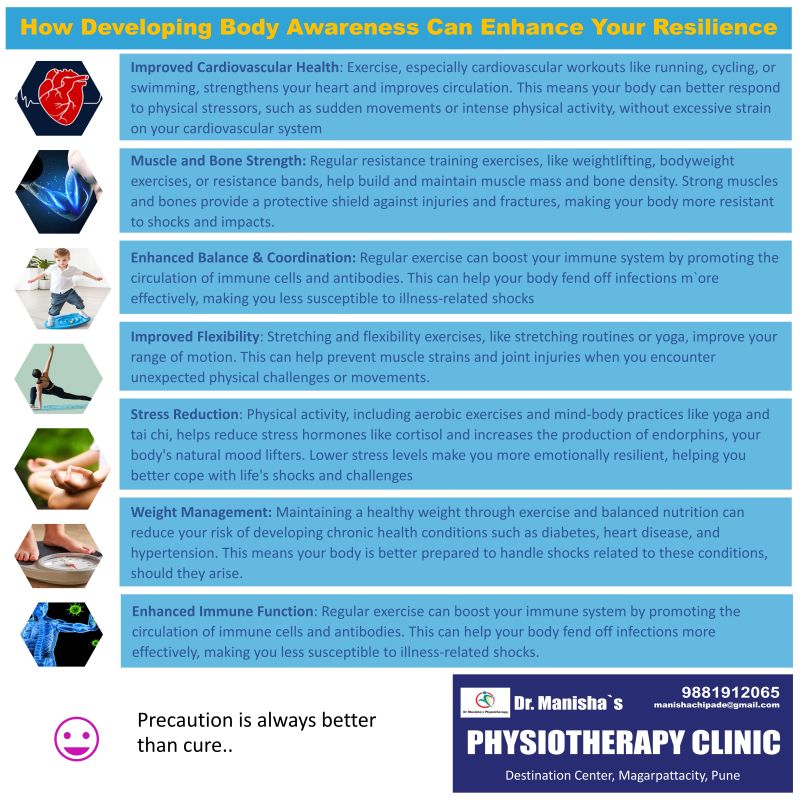 How Developing Body Awareness Can Enhance Your Resilience
Improved Cardiovascular Health: Exercise, especially cardiovascular workouts like running, cycling, or
swimming, strengthens your heart and improves circulation. This means your body can better respond
to physical stressors, such as sudden movements or intense physical activity, without excessive strain
on your cardiovascular system
Muscle and Bone Strength: Regular resistance training exercises, like weightlifting, bodyweight
exercises, or resistance bands, help build and maintain muscle mass and bone density. Strong muscles
and bones provide a protective shield against injuries and fractures, making your body more resistant
to shocks and impacts.
Enhanced Balance & Coordination: Regular exercise can boost your immune system by promoting the
circulation of immune cells and antibodies. This can help your body fend off infections m`ore
effectively, making you less susceptible to illness-related shocks
Improved Flexibility: Stretching and flexibility exercises, like stretching routines or yoga, improve your
range of motion. This can help prevent muscle strains and joint injuries when you encounter
unexpected physical challenges or movements.
Stress Reduction: Physical activity, including aerobic exercises and mind-body practices like yoga and
tai chi, helps reduce stress hormones like cortisol and increases the production of endorphins, your
body's natural mood lifters. Lower stress levels make you more emotionally resilient, helping you
better cope with life's shocks and challenges
Weight Management: Maintaining a healthy weight through exercise and balanced nutrition can
reduce your risk of developing chronic health conditions such as diabetes, heart disease, and
hypertension. This means your body is better prepared to handle shocks related to these conditions,
should they arise.
Enhanced Immune Function: Regular exercise can boost your immune system by promoting the
circulation of immune cells and antibodies. This can help your body fend off infections more
effectively, making you less susceptible to illness-related shocks.
Precaution is always better
than cure..
9881912065
manishachipade@gmail.com
Dr. Manisha's Physiotherapy
Dr. Manisha`s
PHYSIOTHERAPY CLINIC
Destination Center, Magarpattacity, Pune